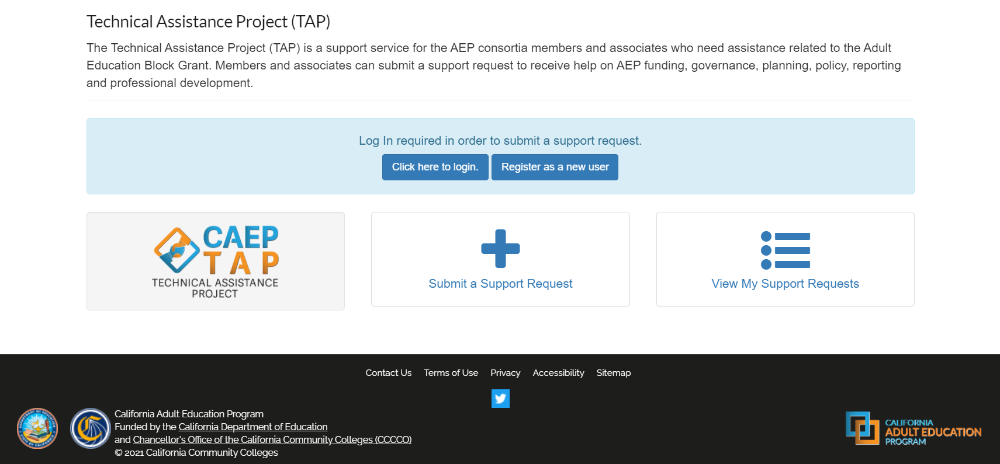 Technical Assistance Project (TAP)
The Technical Assistance Project (TAP) is a support service for the AEP consortia members and associates who need assistance related to the Adult
Education Block Grant. Members and associates can submit a support request to receive help on AEP funding, governance, planning, policy, reporting
and professional development.
Log In required in order to submit a support request.
Click here to login. Register as a new user
CAEP
TAP
TECHNICAL ASSISTANCE
PROJECT
Submit a Support Request
View My Support Requests
Contact Us Terms of Use Privacy Accessibility Sitemap
California Adult Education Program
Funded by the California Department of Education
and Chancellor's Office of the California Community Colleges (CCCCO)
© 2021 California Community Colleges
CALIFORNIA
ADULT EDUCATION
PROGRAM